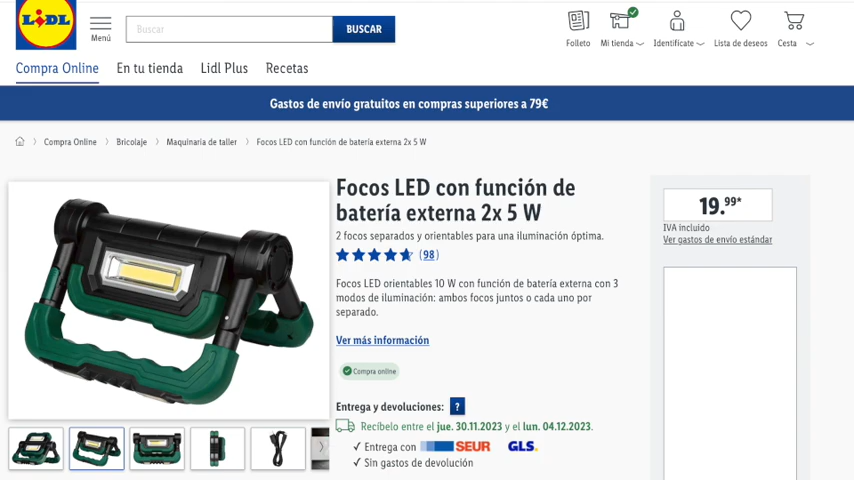 LIDL
Menú
Buscar
BUSCAR
Folleto
Mi tienda
Identifícate
Lista de deseos
Cesta
Compra Online
En tu tienda
Lidl Plus
Recetas
Gastos de envío gratuitos en compras superiores a 79€
Compra Online
Bricolaje
Maquinaria de taller
Focos LED con función de batería externa 2x 5 W
Focos LED con función de
batería externa 2x 5 W
2 focos separados y orientables para una iluminación óptima.
(98)
Focos LED orientables 10 W con función de batería externa con 3
modos de iluminación: ambos focos juntos o cada uno por
separado.
Ver más información
Compra online
Entrega y devoluciones: ?
Recíbelo entre el jue. 30.11.2023 y el lun. 04.12.2023.
✓ Entrega con SEUR GLS.
✓ Sin gastos de devolución
19.99*
IVA incluido
Ver gastos de envío estándar